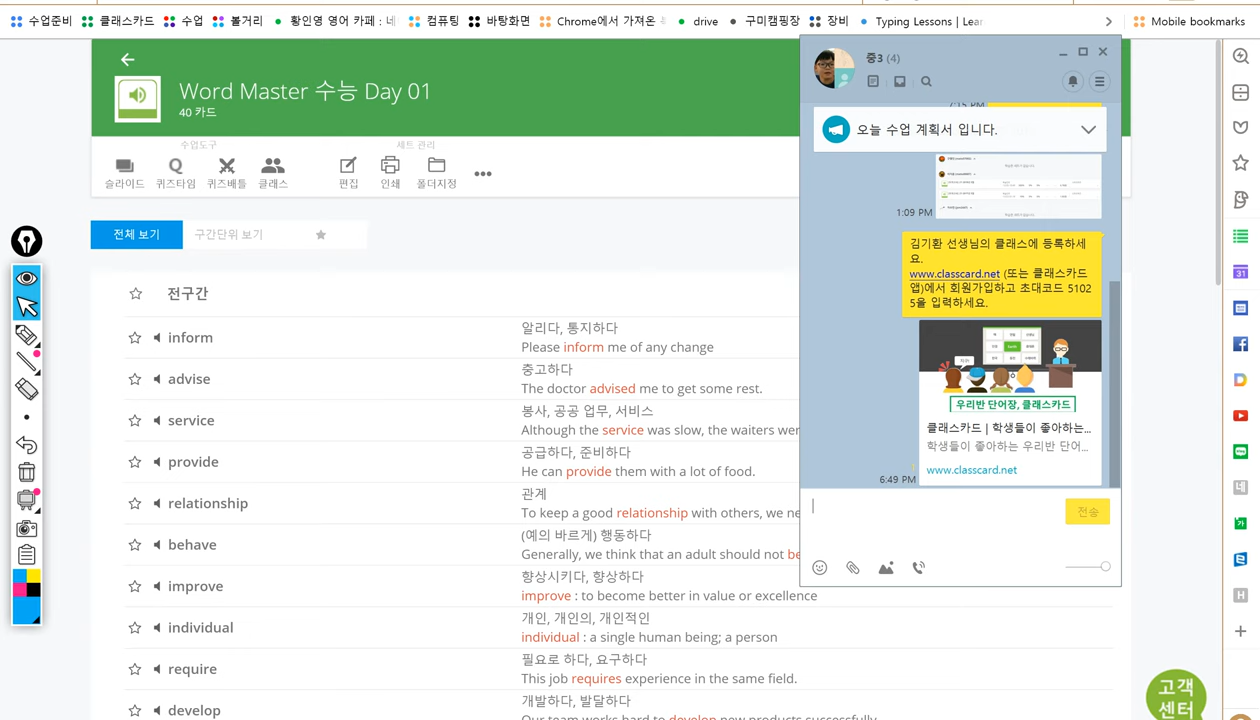 수업준비 클래스카드 수업 볼거리 황인영 영어 카페 : 네 컴퓨팅 바탕화면 Chrome에서 가져온 drive 구미캠핑장 장비 Typing Lessons | Lear Mobile bookmarks
Word Master 수능 Day 01
40 카드
수업도구 세트 관리
슬라이드 퀴즈타임 퀴즈배틀 클래스 편집 인쇄 폴더지정
전체 보기 구간단위 보기
전구간
inform
알리다, 통지하다
Please inform me of any change
advise
충고하다
The doctor advised me to get some rest.
service
봉사, 공공 업무, 서비스
Although the service was slow, the waiters wer
provide
공급하다, 준비하다
He can provide them with a lot of food.
relationship
관계
To keep a good relationship with others, we ne
behave
(예의 바르게) 행동하다
Generally, we think that an adult should not be
improve
향상시키다, 향상하다
improve : to become better in value or excellence
individual
개인, 개인의, 개인적인
individual : a single human being; a person
require
필요로 하다, 요구하다
This job requires experience in the same field.
develop
개발하다, 발달하다
Our team works hard to develop new products successfully
중3 (4)
7:15 PM
오늘 수업 계획서 입니다.
1:09 PM
김기환 선생님의 클래스에 등록하세
요.
www.classcard.net (또는 클래스카드
앱)에서 회원가입하고 초대코드 5102
5을 입력하세요.
우리반 단어장, 클래스카드
클래스카드 | 학생들이 좋아하는...
학생들이 좋아하는 우리반 단어...
www.classcard.net
6:49 PM
전송
31
고객
센터